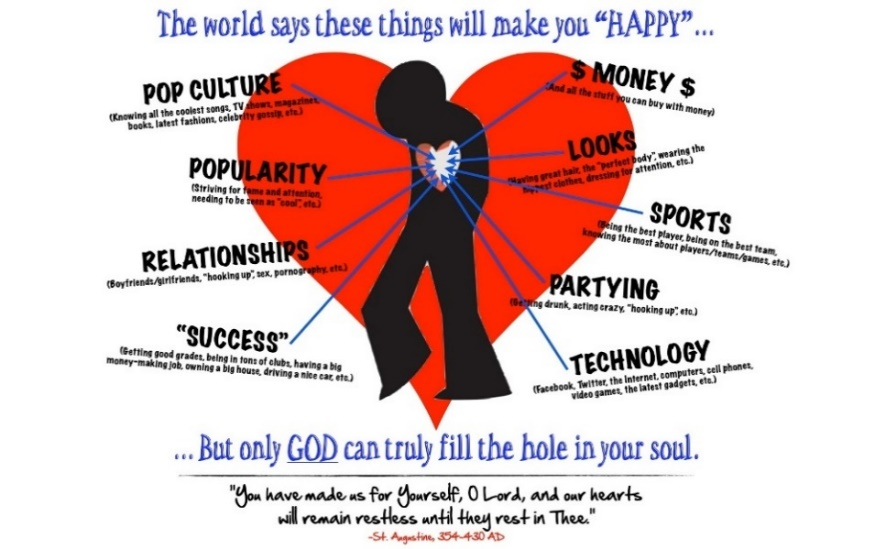 The world says these things will make you "HAPPY"...
POP CULTURE
(Knowing all the coolest songs, TV shows, magazines,
books, latest fashions, celebrity gossip, etc.)
POPULARITY
(Striving for fame and attention,
needing to be seen as "cool", etc.)
RELATIONSHIPS
(Boyfriends/girlfriends, "hooking up", sex, pornography, etc.)
"SUCCESS"
(Getting good grades, being in tons of clubs, having a big
money-making job, owning a big house, driving a nice car, etc.)
$ MONEY $
(And all the stuff you can buy with money)
LOOKS
(Having great hair, the "perfect body", wearing the
biggest clothes, dressing for attention, etc.)
SPORTS
(Being the best player, being on the best team,
knowing the most about players/teams/games, etc.)
PARTYING
(Getting drunk, acting crazy, "hooking up", etc.)
TECHNOLOGY
(Facebook, Twitter, the Internet, computers, cell phones,
video games, the latest gadgets, etc.)
...But only GOD can truly fill the hole in your soul.
"You have made us for Yourself, O Lord, and our hearts
will remain restless until they rest in Thee."
-St. Augustine, 354-430 AD